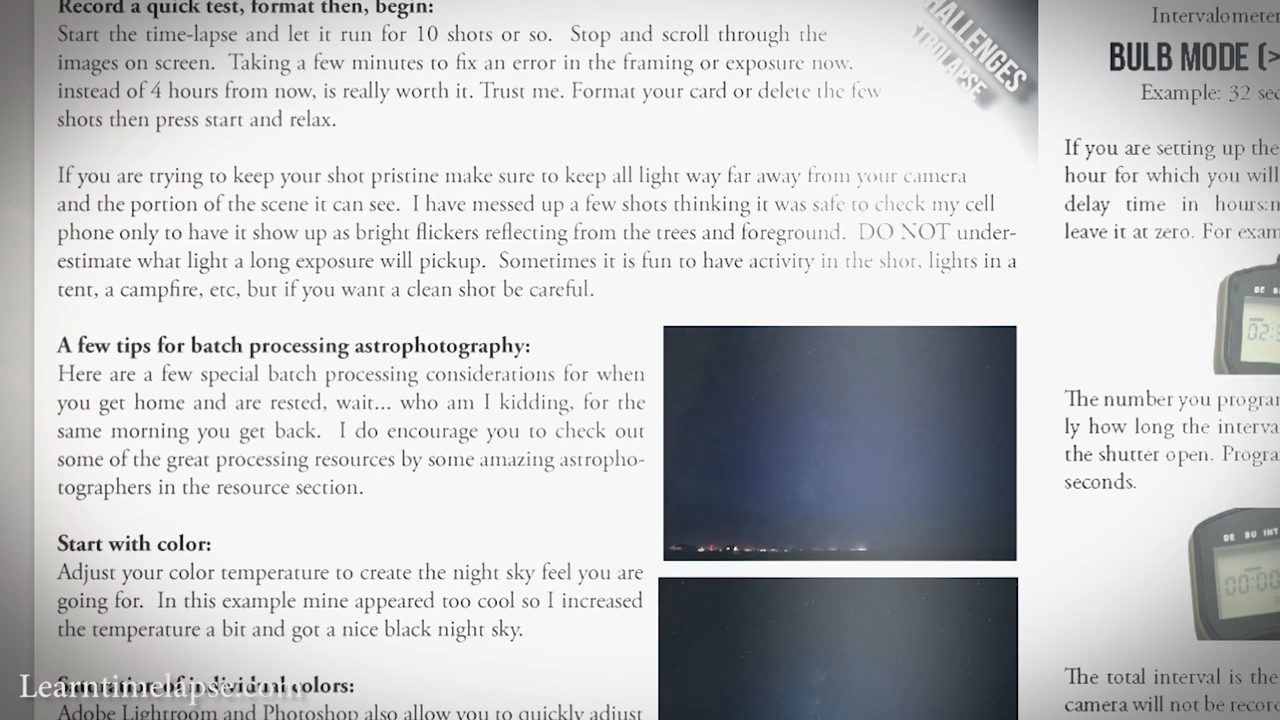 Record a quick test, format then, begin:
Start the time-lapse and let it run for 10 shots or so. Stop and scroll through the
images on screen. Taking a few minutes to fix an error in the framing or exposure now,
instead of 4 hours from now, is really worth it. Trust me. Format your card or delete the few
shots then press start and relax.
If you are trying to keep your shot pristine make sure to keep all light way far away from your camera
and the portion of the scene it can see. I have messed up a few shots thinking it was safe to check my cell
phone only to have it show up as bright flickers reflecting from the trees and foreground. DO NOT under-
estimate what light a long exposure will pickup. Sometimes it is fun to have activity in the shot, lights in a
tent, a campfire, etc, but if you want a clean shot be careful.
A few tips for batch processing astrophotography:
Here are a few special batch processing considerations for when
you get home and are rested, wait... who am I kidding, for the
same morning you get back. I do encourage you to check out
some of the great processing resources by some amazing astropho-
tographers in the resource section.
Start with color:
Adjust your color temperature to create the night sky feel you are
going for. In this example mine appeared too cool so I increased
the temperature a bit and got a nice black night sky.
of individual colors:
Adobe Lightroom and Photoshop also allow you to quickly adjust
Learntimelapse.com
BULB MODE (>
Example: 32
If you are setting up the
hour for which you will
delay time in
leave it at zero. For
DE
02:
The number you
ly how long the
the shutter open.
seconds.
DE BU INT
00:00
The total interval is the
camera will not be